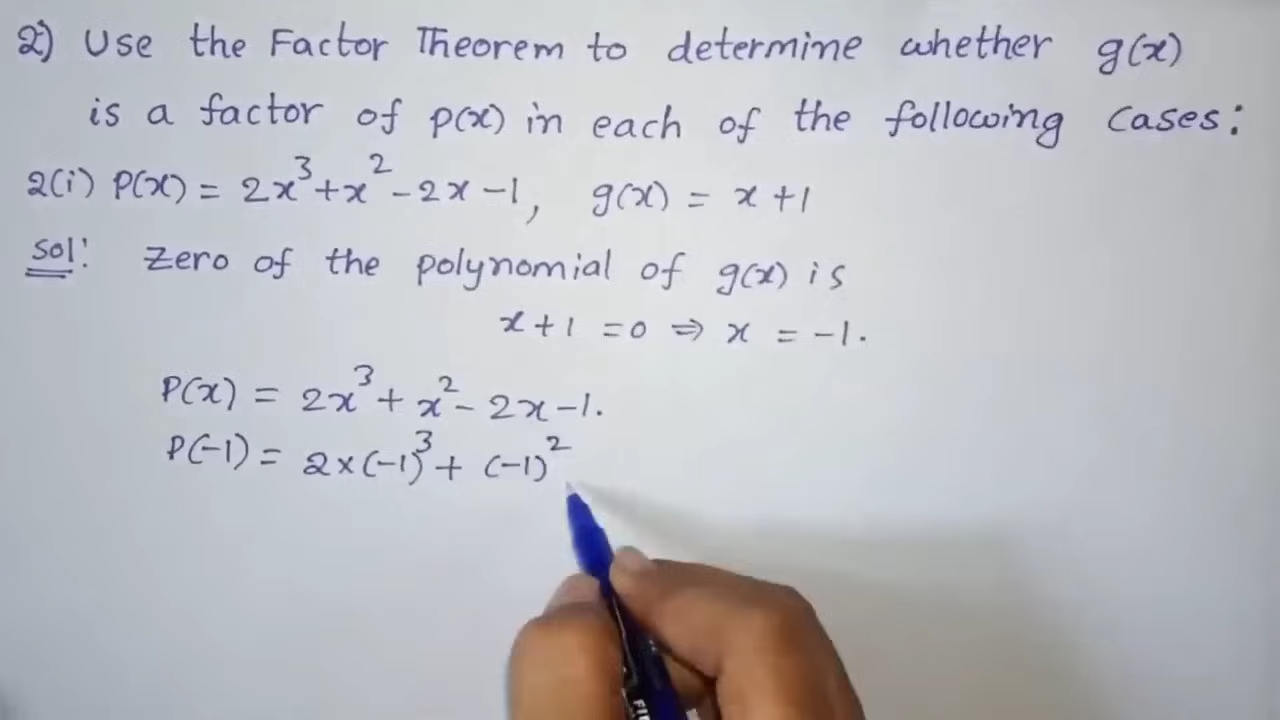 2) Use the Factor Theorem to determine whether g(x)
is a factor of p(x) in each of the following cases:
2(i) P(x) = 2x³+x²-2x-1, g(x) = x+1
Sol: Zero of the polynomial of g(x) is
x+1 =0 ⇒ x = -1.
P(x) = 2x³+ x²- 2x-1.
P(-1) = 2×(-1)³+ (-1)²